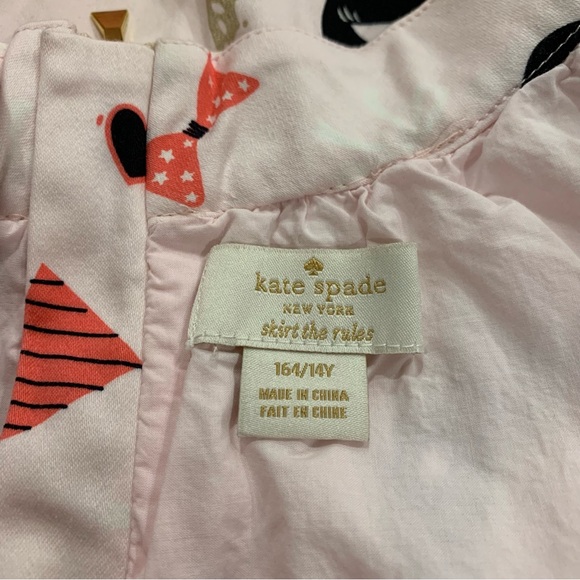 kate spade
NEW YORK
skirt the rules
164/14Y
MADE IN CHINA
FAIT EN CHINE